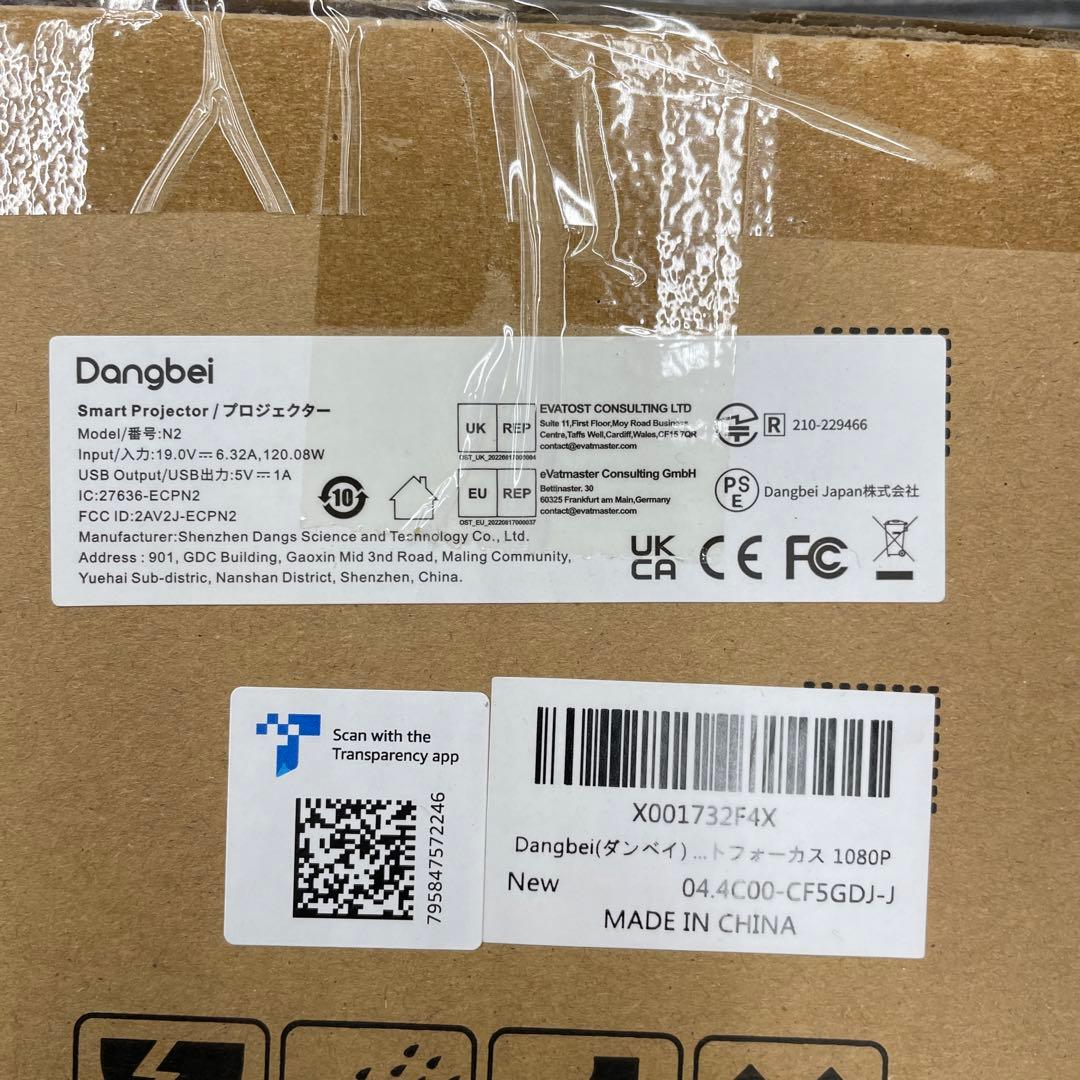 Dangbei
Smart Projector / プロジェクター
Model/番号:N2
Input/入力:19.0V⎓6.32A,120.08W
USB Output/USB出力:5V⎓1A
IC:27636-ECPN2
FCC ID:2AV2J-ECPN2
Manufacturer:Shenzhen Dangs Science and Technology Co., Ltd.
Address : 901, GDC Building, Gaoxin Mid 3nd Road, Maling Community,
Yuehai Sub-distric, Nanshan District, Shenzhen, China.
10
UK REP
OST_UK_20220817000004
EVATOST CONSULTING LTD
Suite 11,First Floor,Moy Road Business
Centre,Taffs Well,Cardiff,Wales,CF15 7QR
contact@evatmaster.com
EU REP
OST_EU_20220817000037
eVatmaster Consulting GmbH
Bettinastr. 30
60325 Frankfurt am Main,Germany
contact@evatmaster.com
R 210-229466
PS
E
Dangbei Japan株式会社
UK
CA
CE
FC
Scan with the
Transparency app
795847572246
X001732F4X
Dangbei(ダンベイ) ...トフォーカス 1080P
New
04.4C00-CF5GDJ-J
MADE IN CHINA